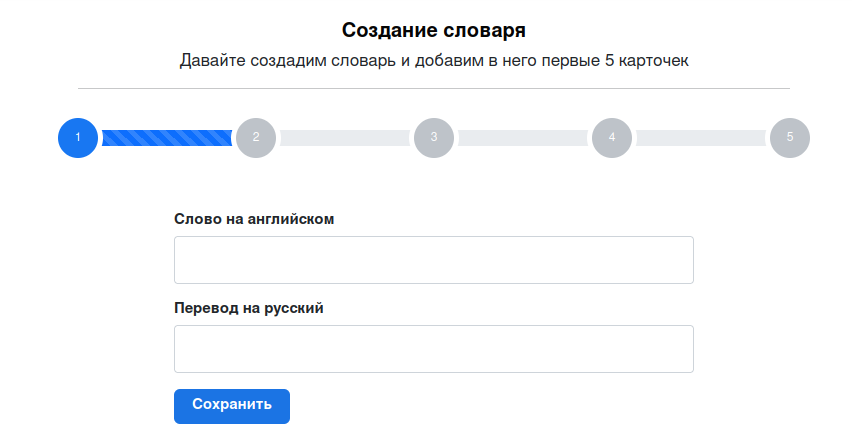 Создание словаря
Давайте создадим словарь и добавим в него первые 5 карточек
1 2 3 4 5
Слово на английском
Перевод на русский
Сохранить